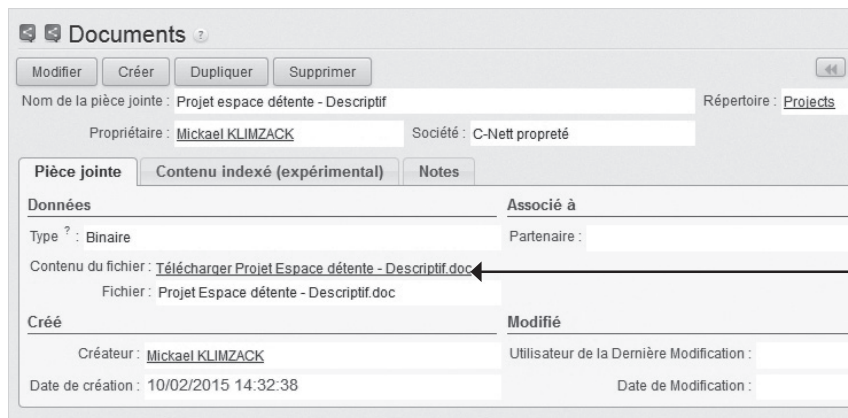 Documents ?
Modifier Créer Dupliquer Supprimer
Nom de la pièce jointe : Projet espace détente - Descriptif Répertoire : Projects
Propriétaire : Mickael KLIMZACK Société : C-Nett propreté
Pièce jointe Contenu indexé (expérimental) Notes
Données Associé à
Type ? : Binaire Partenaire :
Contenu du fichier : Télécharger Projet Espace détente - Descriptif.doc
Fichier : Projet Espace détente - Descriptif.doc
Créé Modifié
Créateur : Mickael KLIMZACK Utilisateur de la Dernière Modification :
Date de création : 10/02/2015 14:32:38 Date de Modification :